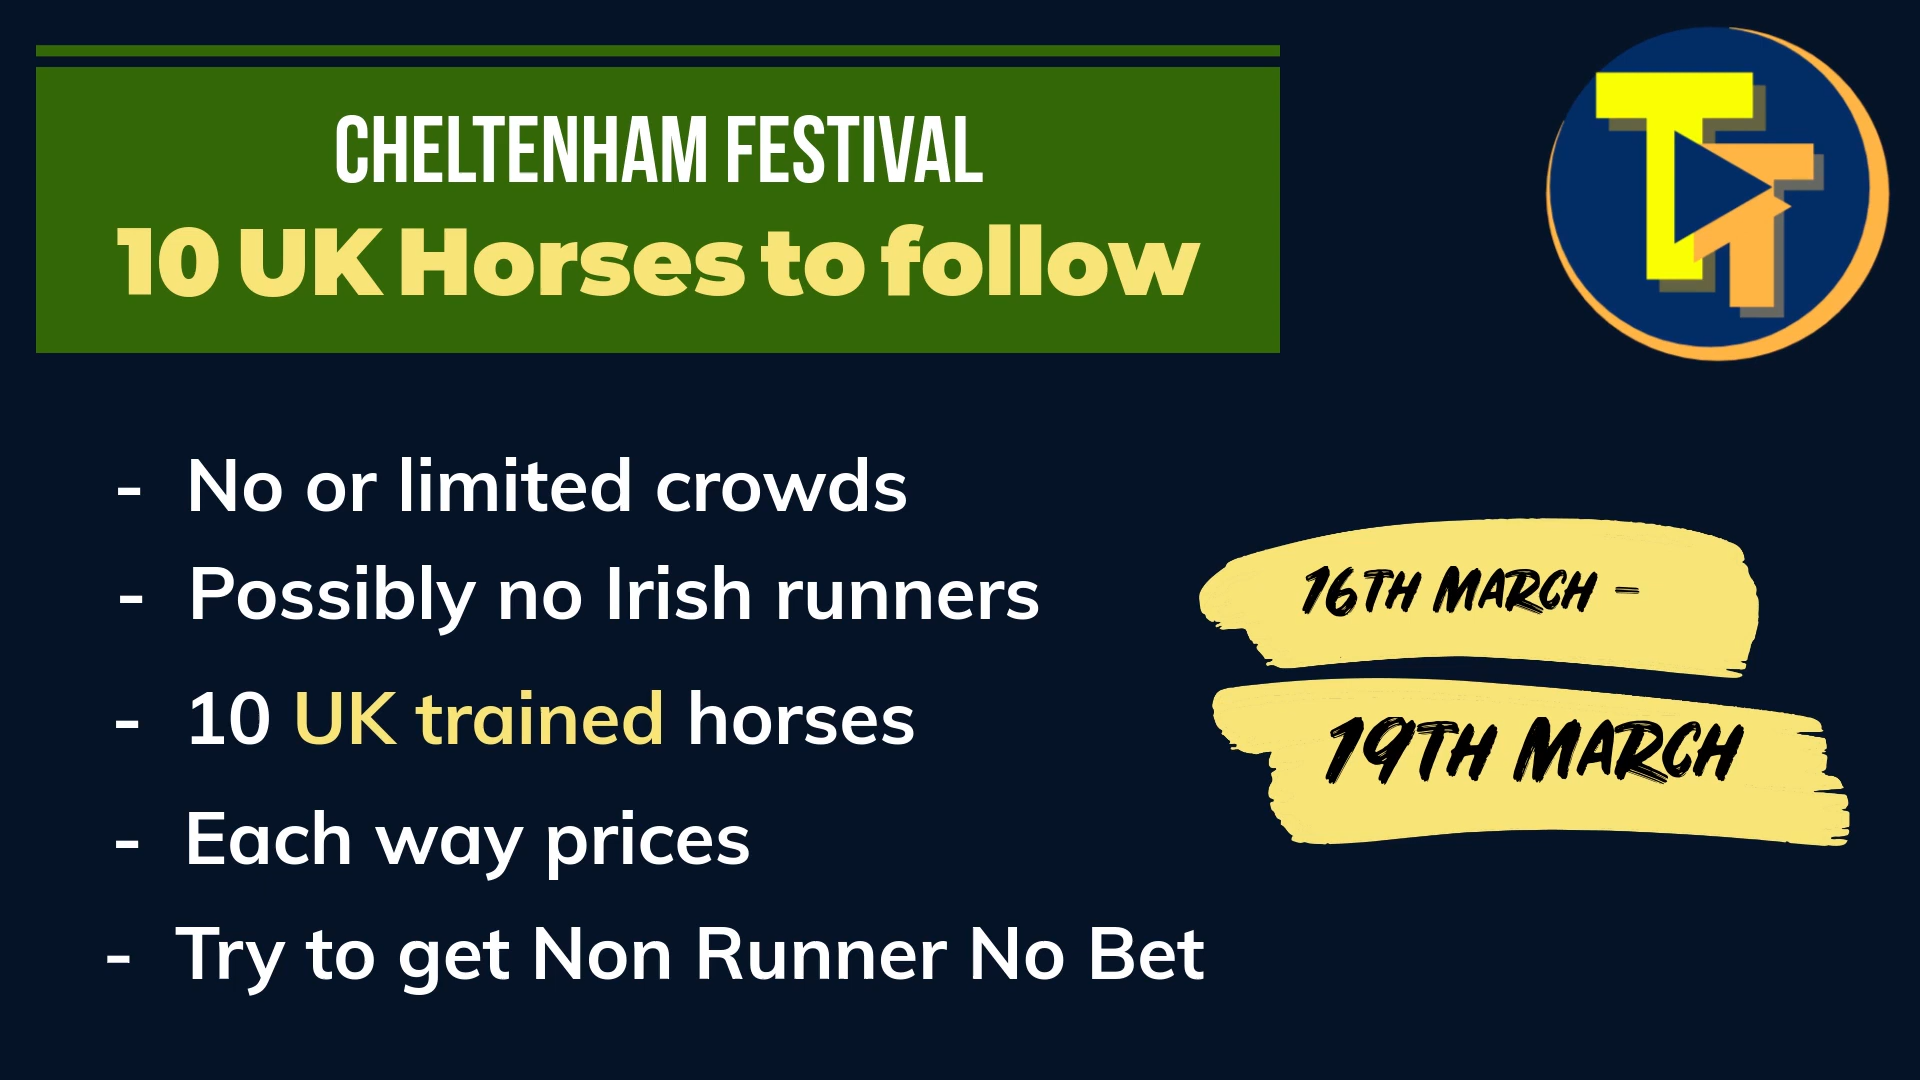 CHELTENHAM FESTIVAL
10 UK Horses to follow
- No or limited crowds
- Possibly no Irish runners
- 10 UK trained horses
- Each way prices
- Try to get Non Runner No Bet
16TH MARCH -
19TH MARCH
TT